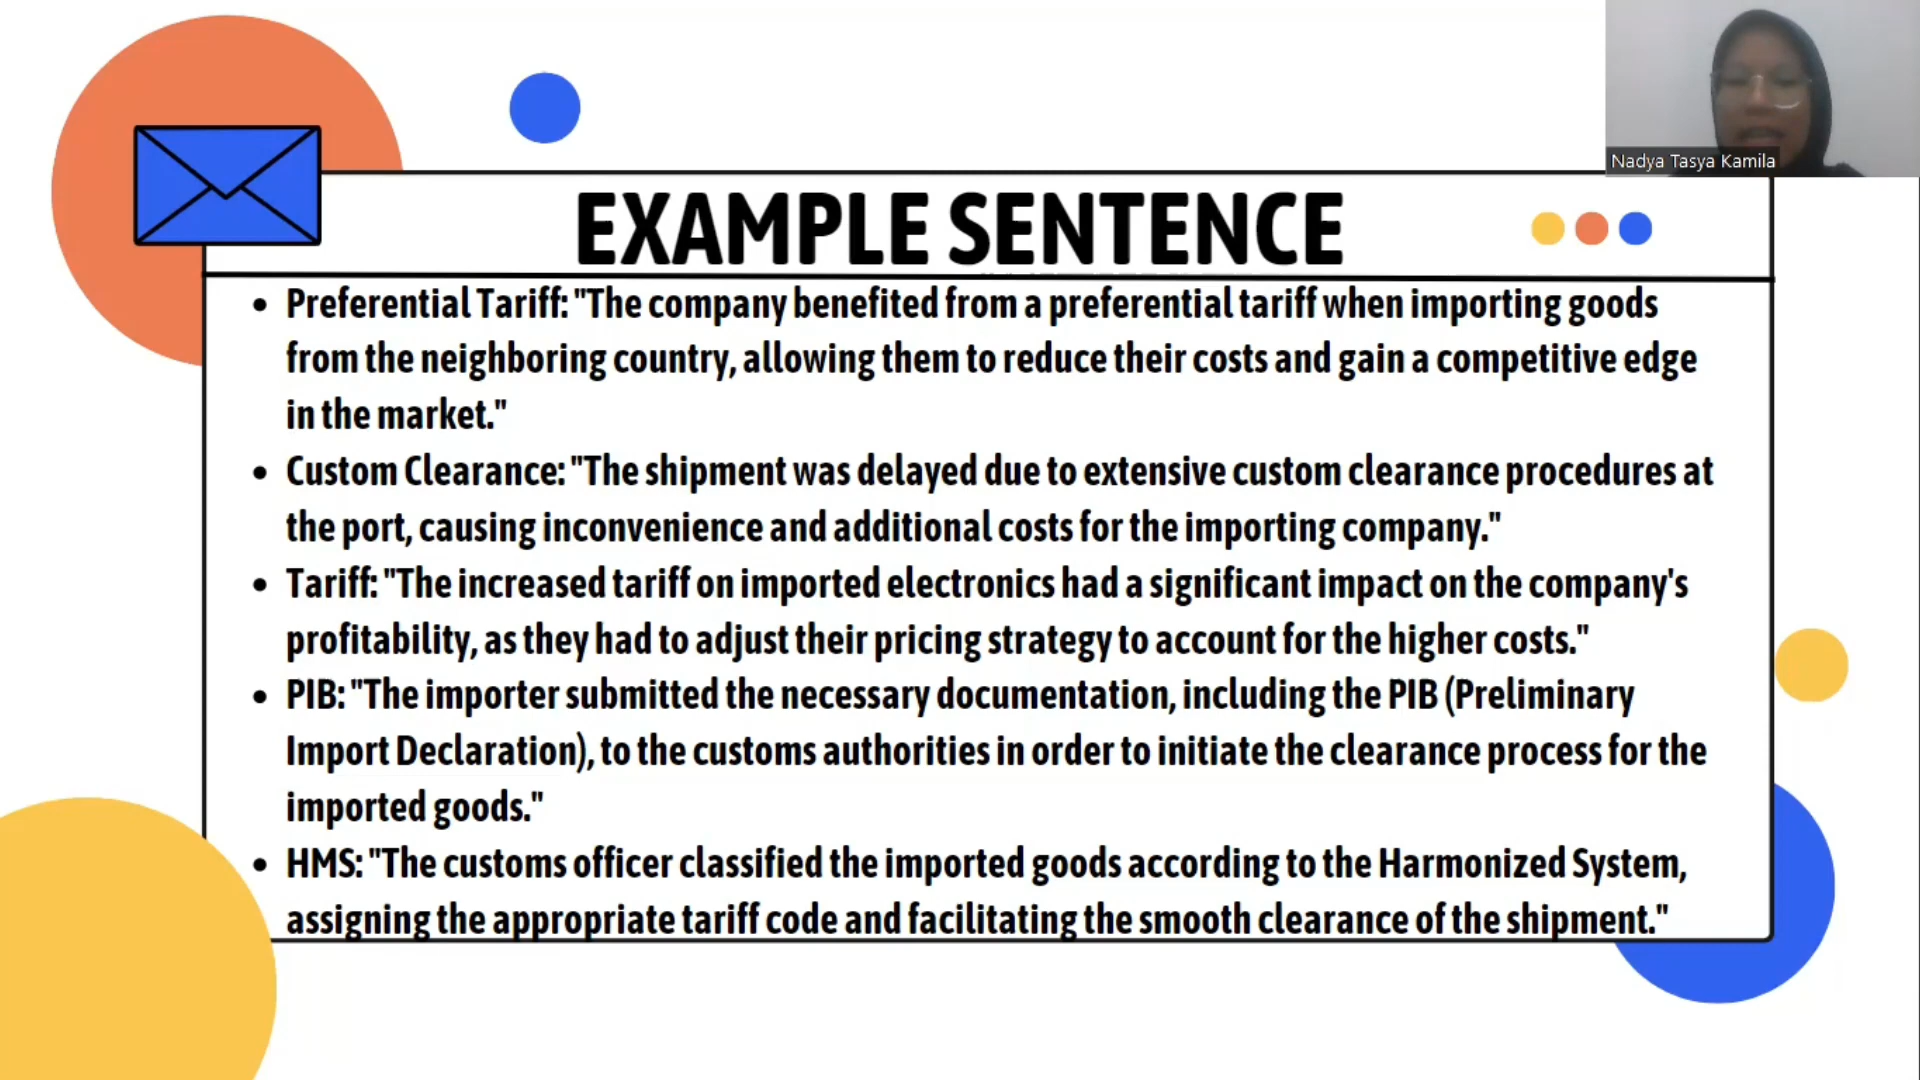 Nadya Tasya Kamila
EXAMPLE SENTENCE
• Preferential Tariff: "The company benefited from a preferential tariff when importing goods
from the neighboring country, allowing them to reduce their costs and gain a competitive edge
in the market."
• Custom Clearance: "The shipment was delayed due to extensive custom clearance procedures at
the port, causing inconvenience and additional costs for the importing company."
• Tariff: "The increased tariff on imported electronics had a significant impact on the company's
profitability, as they had to adjust their pricing strategy to account for the higher costs."
• PIB: "The importer submitted the necessary documentation, including the PIB (Preliminary
Import Declaration), to the customs authorities in order to initiate the clearance process for the
imported goods."
• HMS: "The customs officer classified the imported goods according to the Harmonized System,
assigning the appropriate tariff code and facilitating the smooth clearance of the shipment."